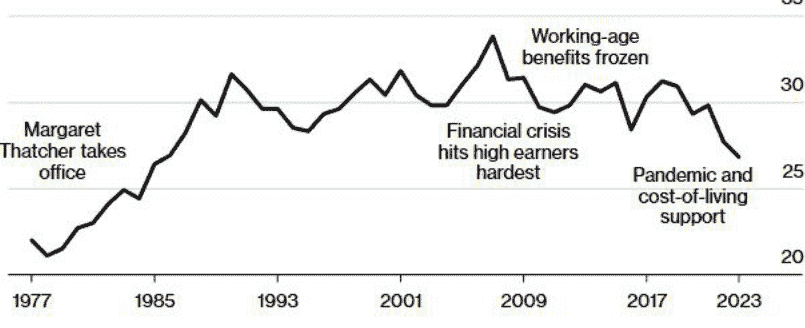 35
Working-age
benefits frozen
30
Margaret
Thatcher takes
office
Financial crisis
hits high earners
hardest
25
Pandemic and
cost-of-living
support
20
1977
1985
1993
2001
2009
2017
2023